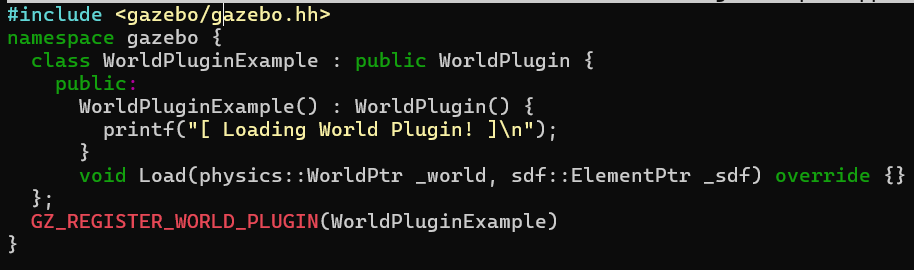 #include <gazebo/gazebo.hh>
namespace gazebo {
  class WorldPluginExample : public WorldPlugin {
    public:
      WorldPluginExample() : WorldPlugin() {
        printf("[ Loading World Plugin! ]\n");
      }
      void Load(physics::WorldPtr _world, sdf::ElementPtr _sdf) override {}
  };
  GZ_REGISTER_WORLD_PLUGIN(WorldPluginExample)
}